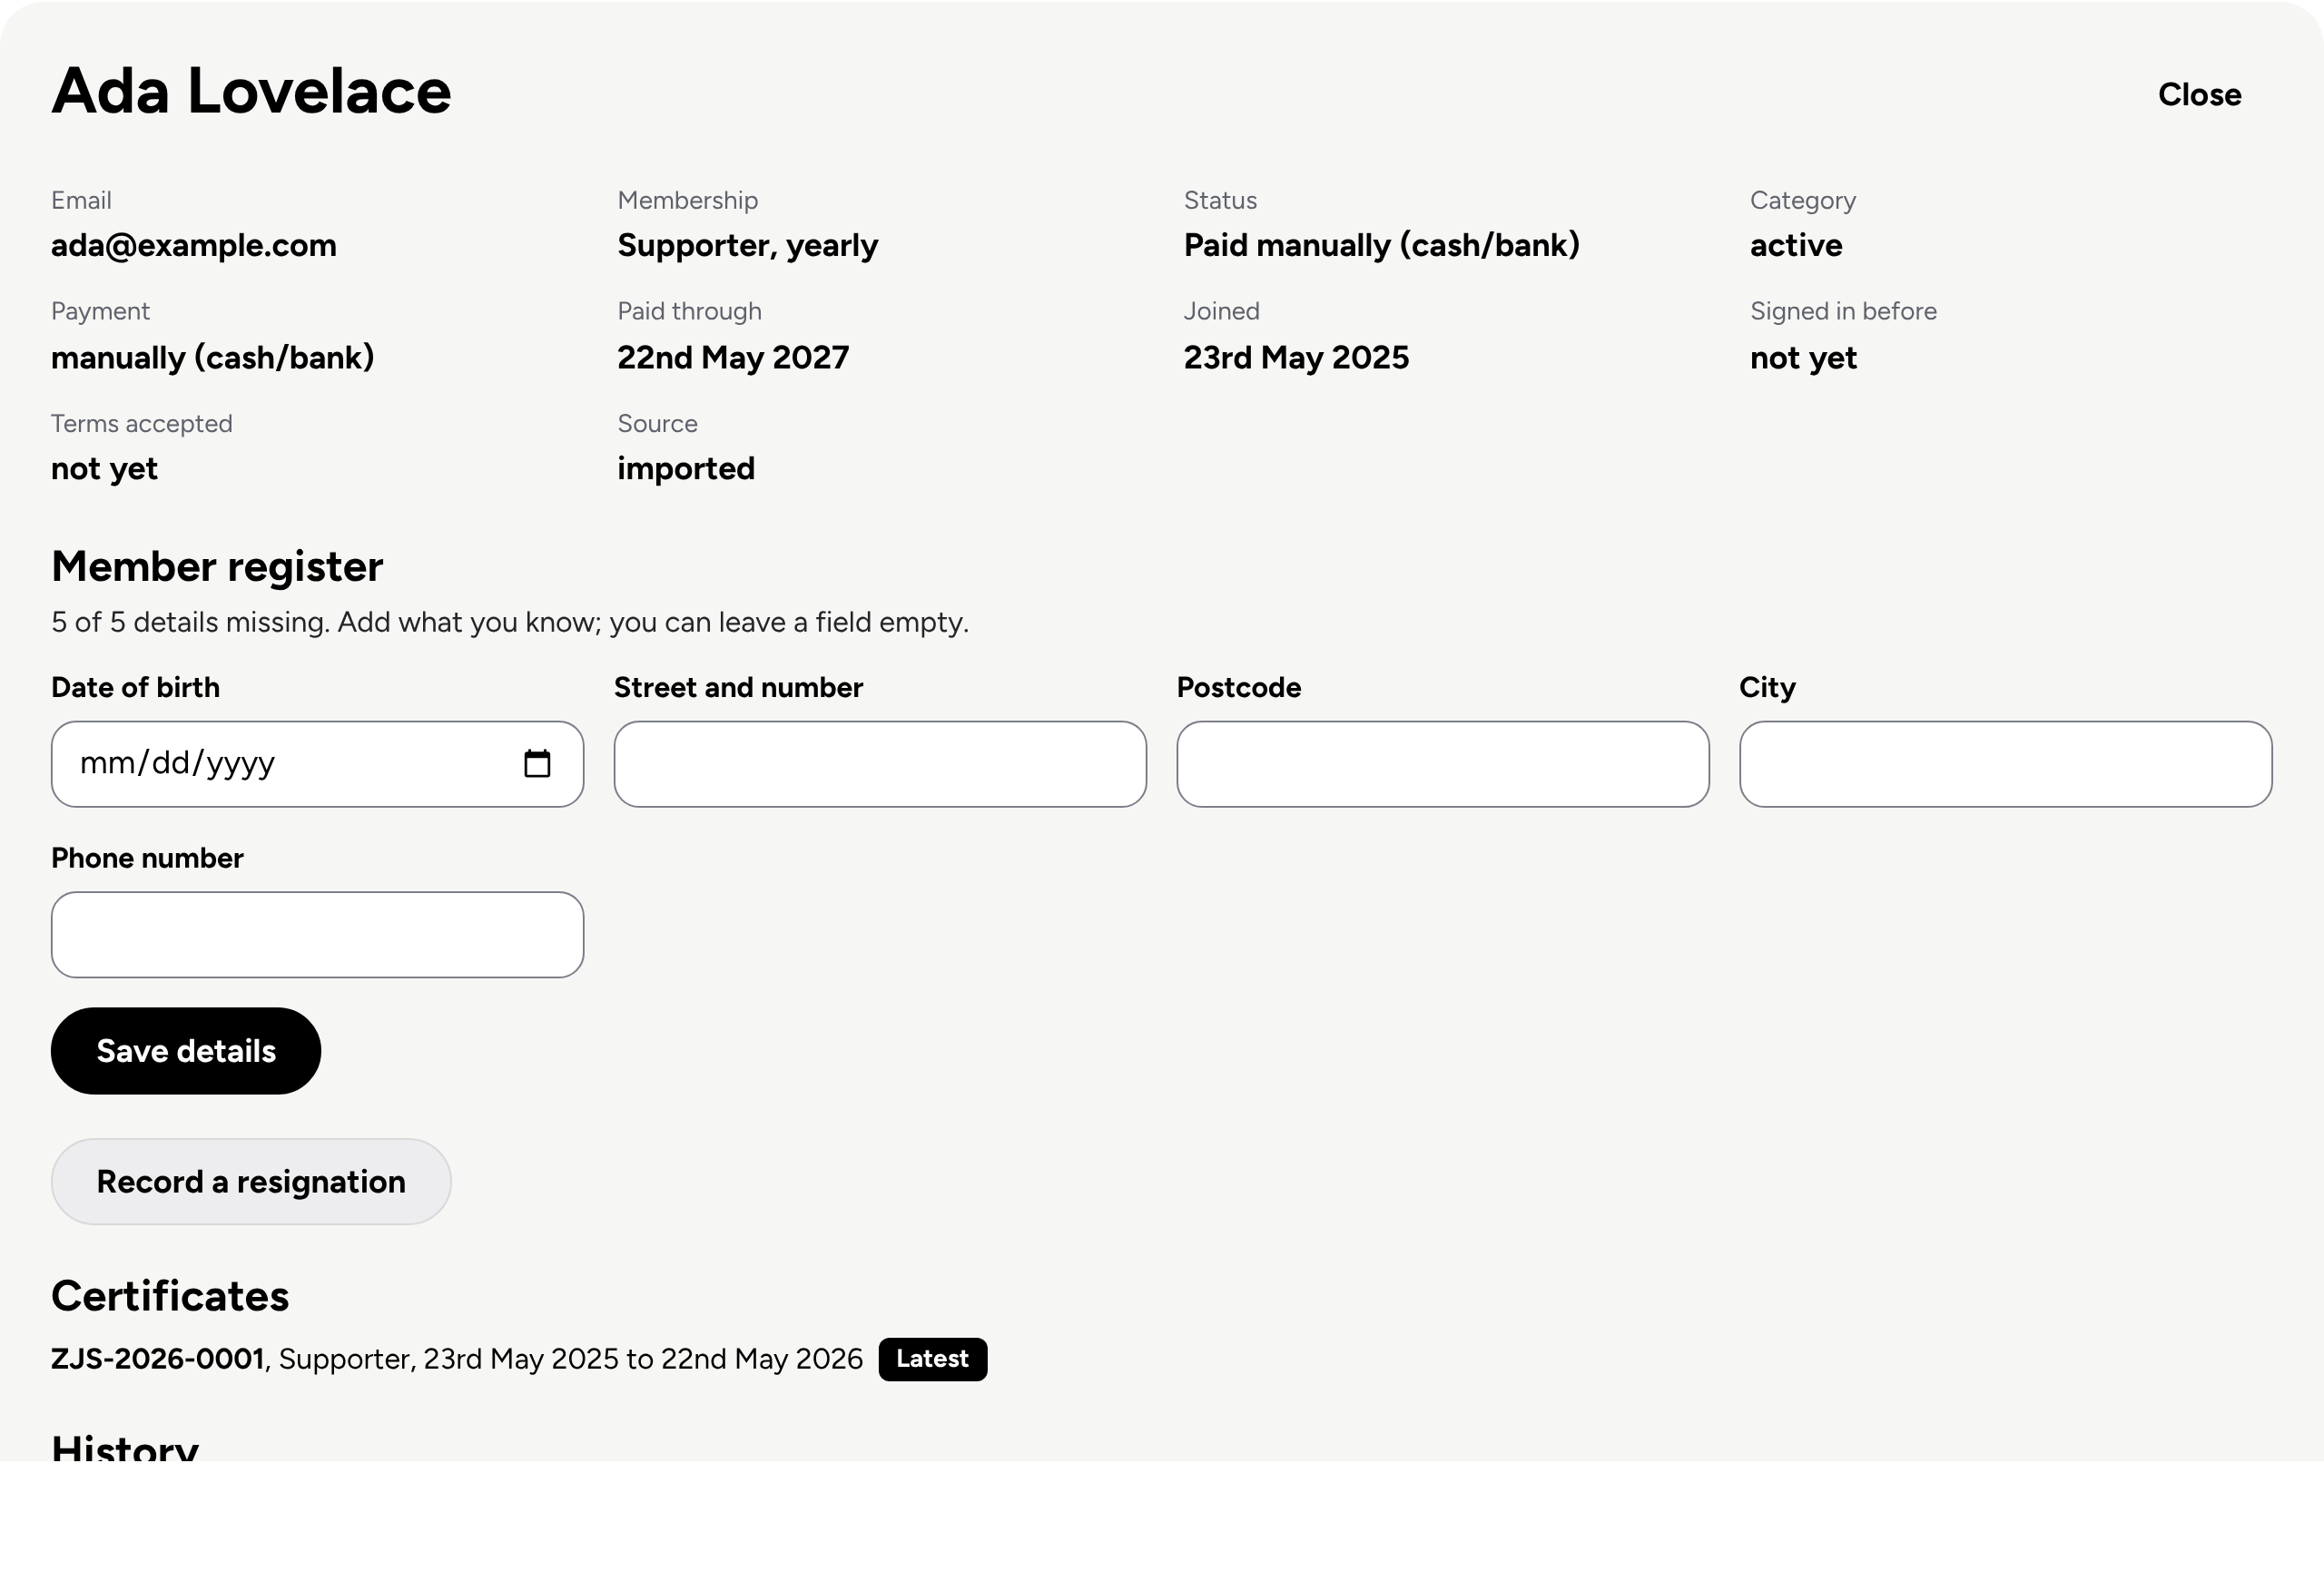 Ada Lovelace
Close
Email
Membership
Status
Category
ada@example.com
Supporter, yearly
Paid manually (cash/bank)
active
Payment
Paid through
Joined
Signed in before
manually (cash/bank)
22nd May 2027
23rd May 2025
not yet
Terms accepted
Source
not yet
imported
Member register
5 of 5 details missing. Add what you know; you can leave a field empty.
Date of birth
Street and number
Postcode
City
mm/dd/yyyy
Phone number
Save details
Record a resignation
Certificates
ZJS-2026-0001, Supporter, 23rd May 2025 to 22nd May 2026 Latest
History